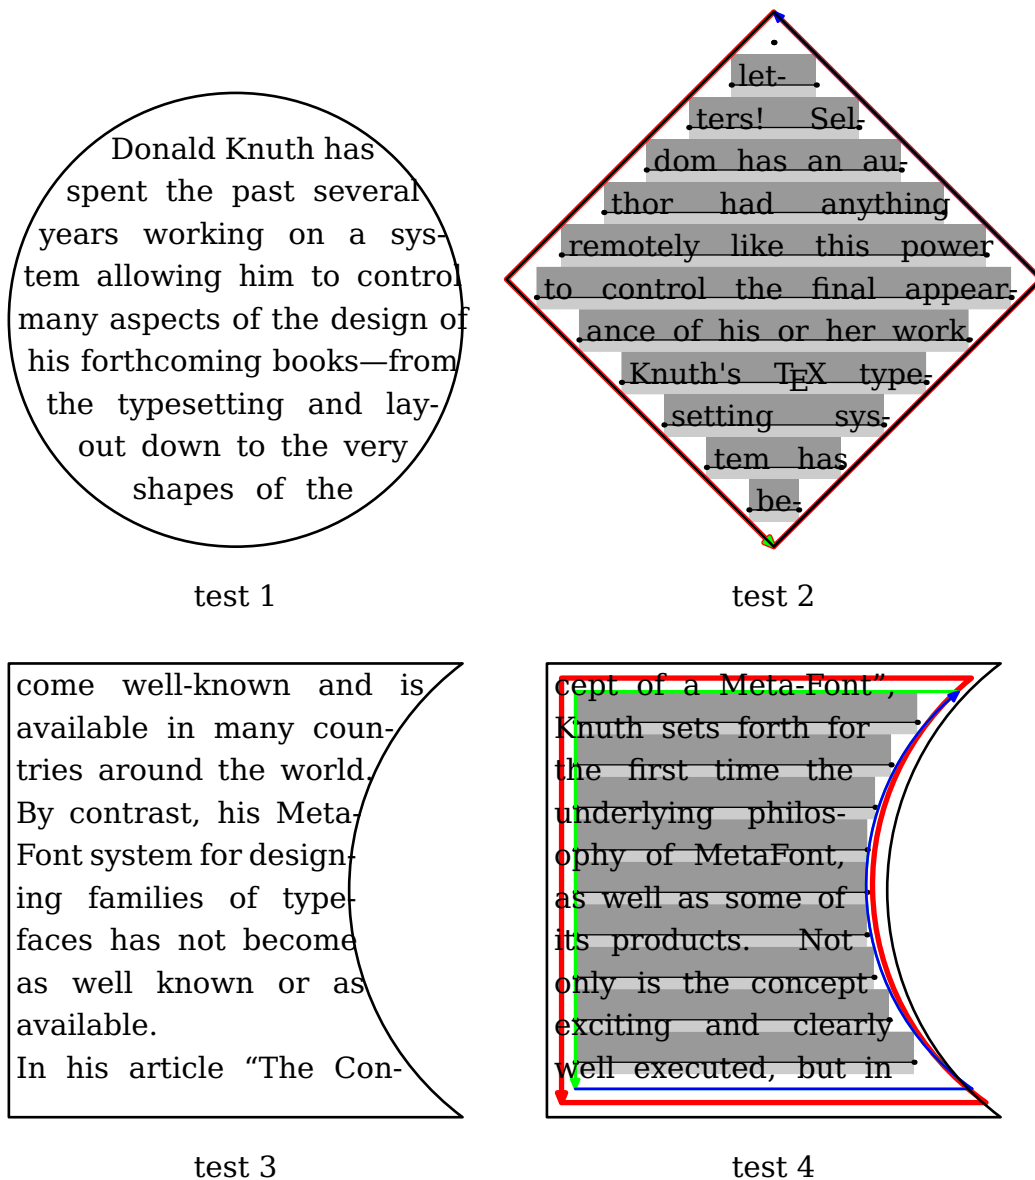 Donald Knuth has
spent the past several
years working on a sys-
tem allowing him to control
many aspects of the design of
his forthcoming books—from
the typesetting and lay-
out down to the very
shapes of the
test 1
let-
ters! Sel-
dom has an au-
thor had anything
remotely like this power
to control the final appear-
ance of his or her work.
Knuth's TEX type-
setting sys-
tem has
be-
test 2
come well-known and is
available in many coun-
tries around the world.
By contrast, his Meta-
Font system for design-
ing families of type-
faces has not become
as well known or as
available.
In his article “The Con-
test 3
cept of a Meta-Font”,
Knuth sets forth for
the first time the
underlying philos-
ophy of MetaFont,
as well as some of
its products. Not
only is the concept
exciting and clearly
well executed, but in
test 4